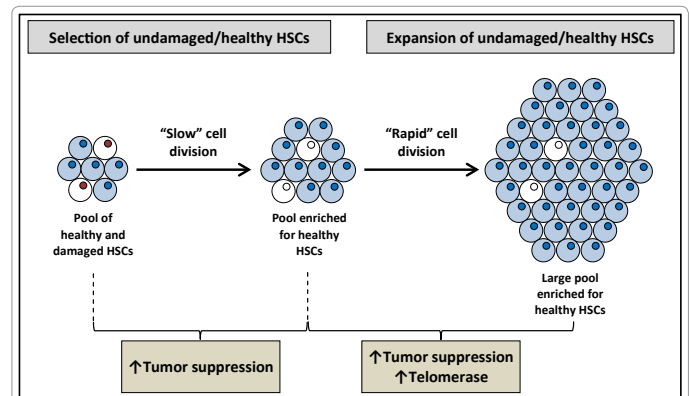 Selection of undamaged/healthy HSCs
Expansion of undamaged/healthy HSCs
“Slow” cell
division
“Rapid” cell
division
Pool of
healthy and
damaged HSCs
Pool enriched
for healthy
HSCs
Large pool
enriched for
healthy HSCs
↑Tumor suppression
↑Tumor suppression
↑Telomerase